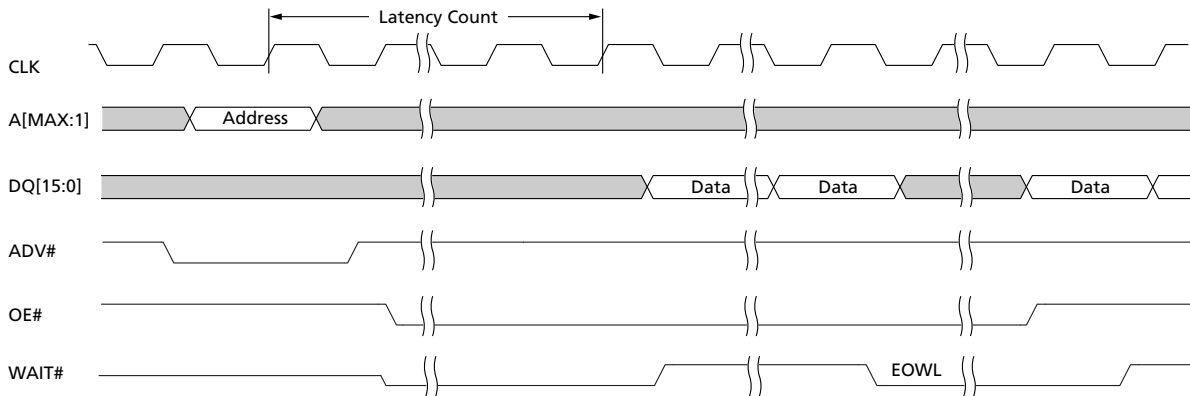 Latency Count
CLK
A[MAX:1] Address
DQ[15:0] Data Data Data
ADV#
OE#
WAIT# EOWL